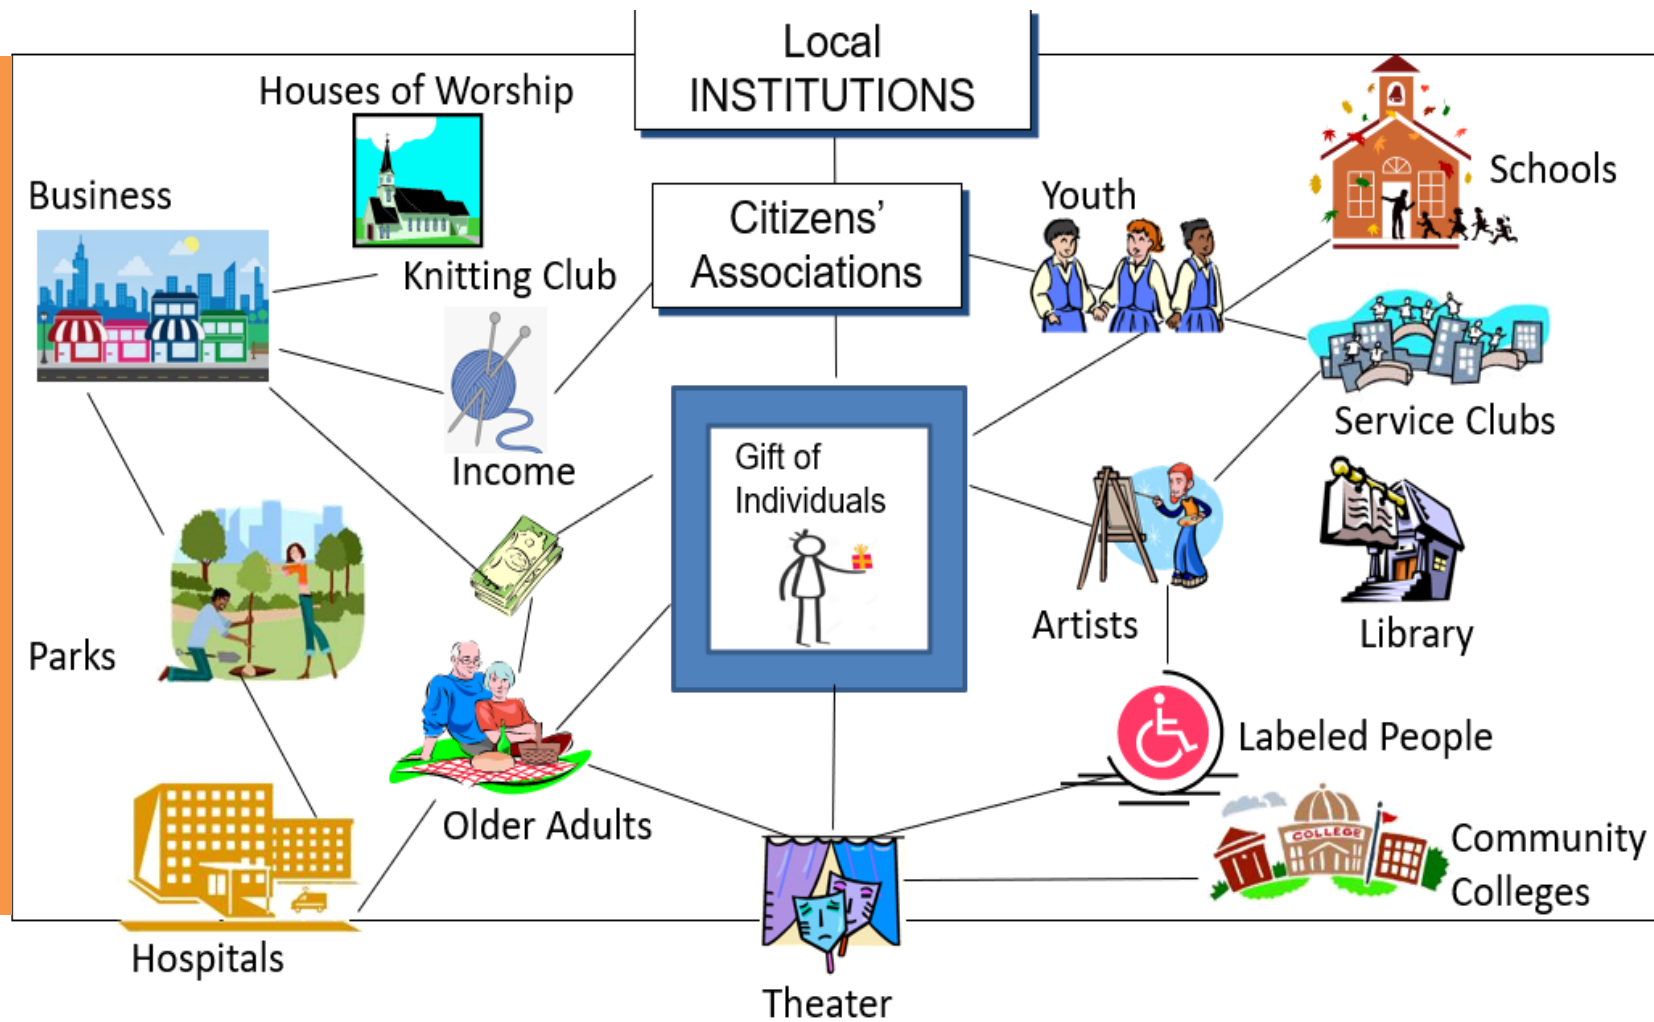 Local
INSTITUTIONS
Houses of Worship
Schools
Business
Youth
Citizens’
Associations
Knitting Club
Service Clubs
Income
Gift of
Individuals
Artists
Library
Parks
Labeled People
Older Adults
COLLEGE
Community
Colleges
Hospitals
Theater